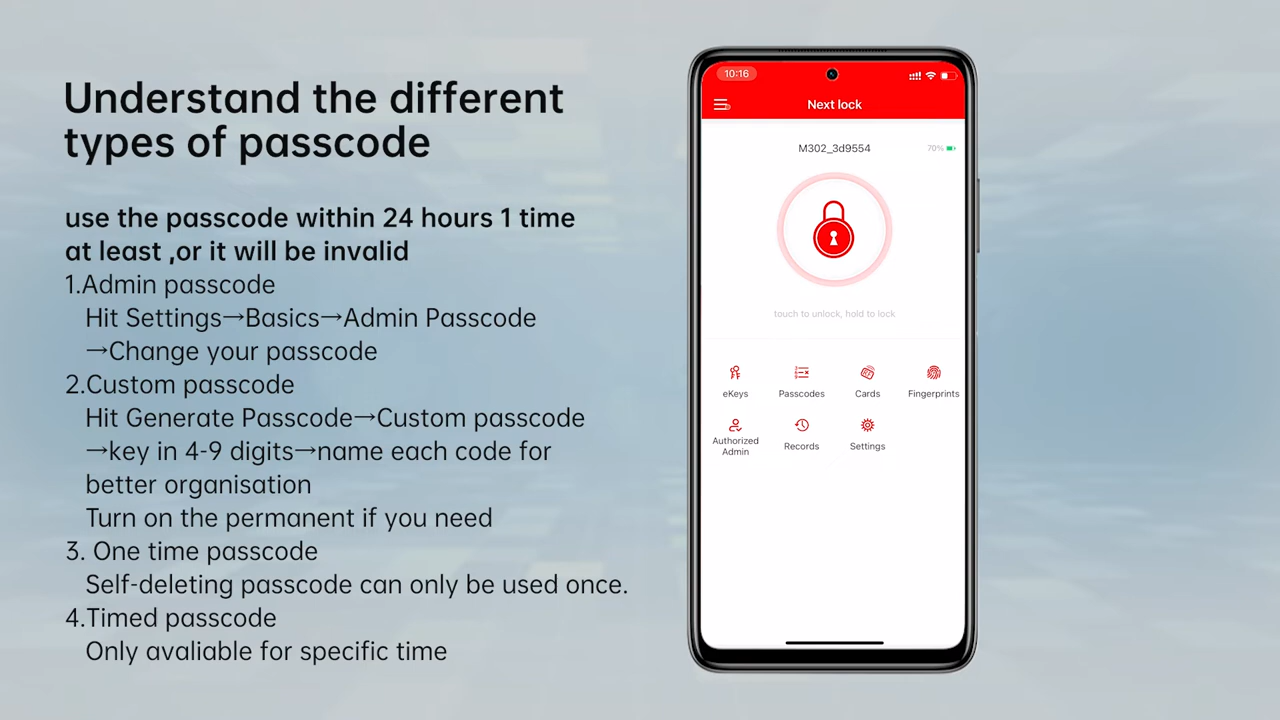 Understand the different
types of passcode
use the passcode within 24 hours 1 time
at least ,or it will be invalid
1.Admin passcode
Hit Settings→Basics→Admin Passcode
→Change your passcode
2.Custom passcode
Hit Generate Passcode→Custom passcode
→key in 4-9 digits→name each code for
better organisation
Turn on the permanent if you need
3. One time passcode
Self-deleting passcode can only be used once.
4.Timed passcode
Only avaliable for specific time
10:16
Next lock
M302_3d9554
70%
touch to unlock, hold to lock
eKeys
Passcodes
Cards
Fingerprints
Authorized
Admin
Records
Settings